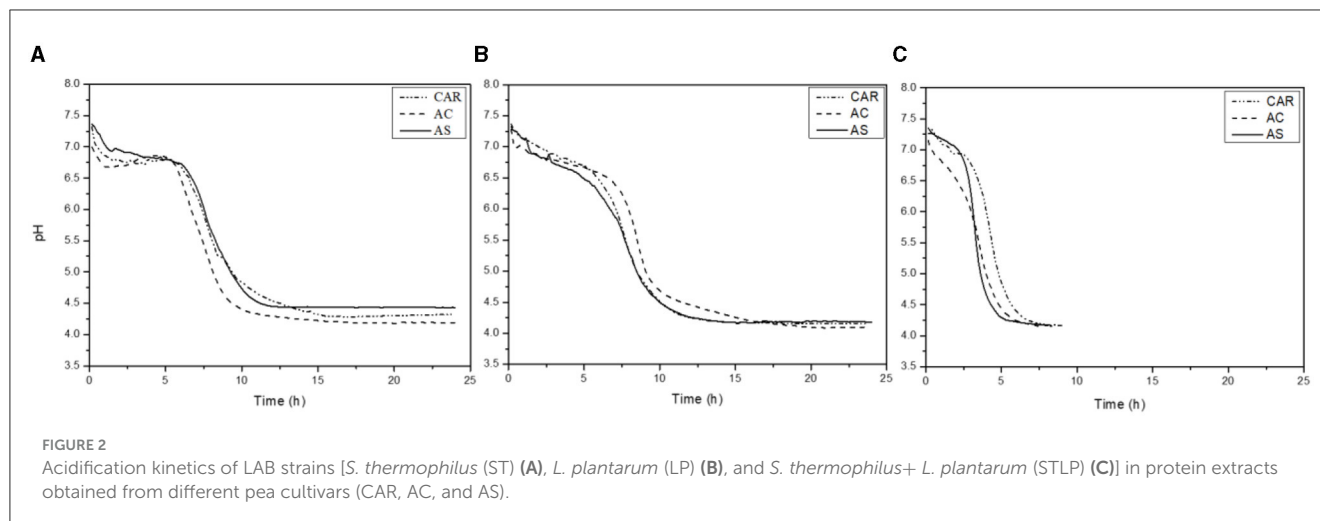 A
8.0
7.5
7.0
6.5
6.0
5.5
5.0
4.5
4.0
3.5
pH
0
5
10
15
20
25
Time (h)
CAR
AC
AS
B
8.0
7.5
7.0
6.5
6.0
5.5
5.0
4.5
4.0
3.5
0
5
10
15
20
25
Time (h)
CAR
AC
AS
C
8.0
7.5
7.0
6.5
6.0
5.5
5.0
4.5
4.0
3.5
0
5
10
15
20
25
Time (h)
CAR
AC
AS
FIGURE 2
Acidification kinetics of LAB strains [S. thermophilus (ST) (A), L. plantarum (LP) (B), and S. thermophilus+ L. plantarum (STLP) (C)] in protein extracts
obtained from different pea cultivars (CAR, AC, and AS).